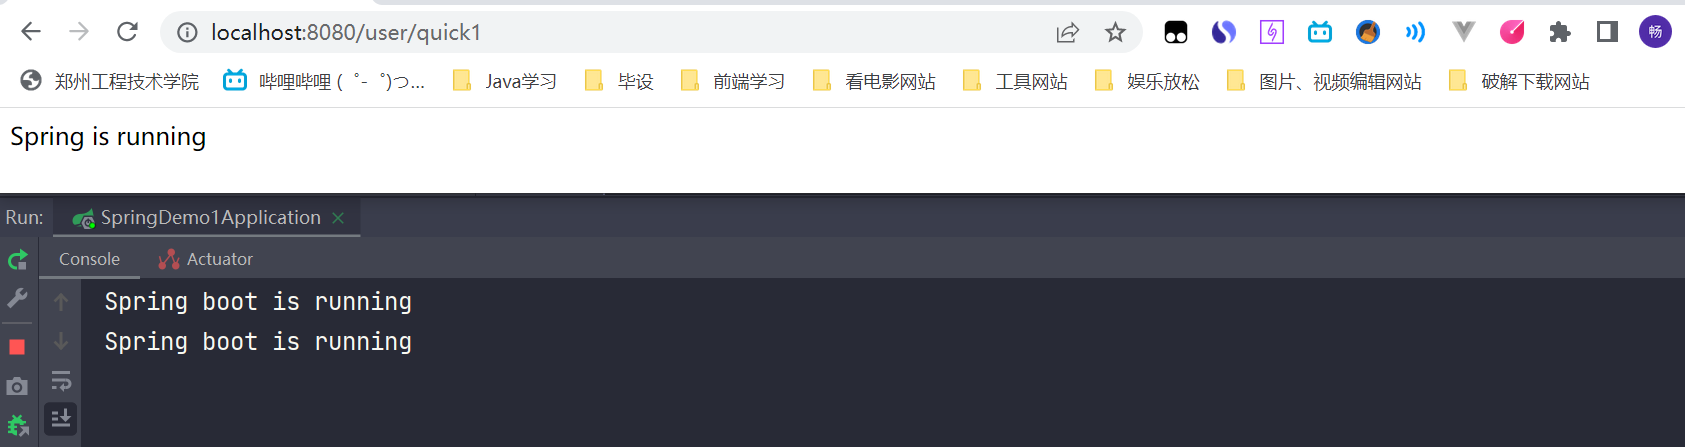 localhost:8080/user/quick1
畅
郑州工程技术学院 哔哩哔哩 ( ゜- ゜)つ... Java学习 毕设 前端学习 看电影网站 工具网站 娱乐放松 图片、视频编辑网站 破解下载网站
Spring is running
Run: SpringDemo1Application
Console Actuator
Spring boot is running
Spring boot is running